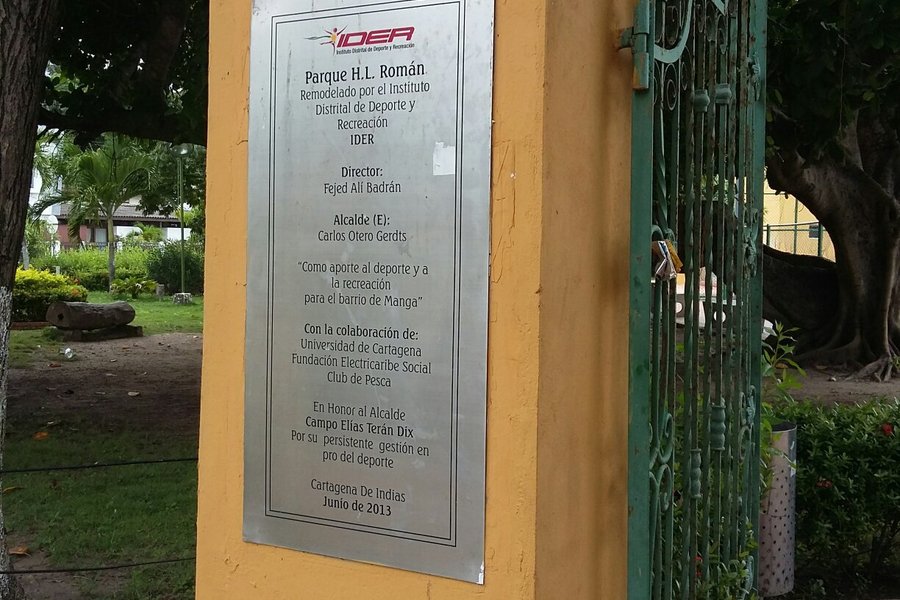 IDER
Instituto Distrital de Deporte y Recreación
Parque H.L. Román
Remodelado por el Instituto
Distrital de Deporte y
Recreación
IDER
Director:
Fejed Alí Badrán
Alcalde (E):
Carlos Otero Gerdts
“Como aporte al deporte y a
la recreación
para el barrio de Manga”
Con la colaboración de:
Universidad de Cartagena
Fundación Electricaribe Social
Club de Pesca
En Honor al Alcalde
Campo Elías Terán Dix
Por su persistente gestión en
pro del deporte
Cartagena De Indias
Junio de 2013